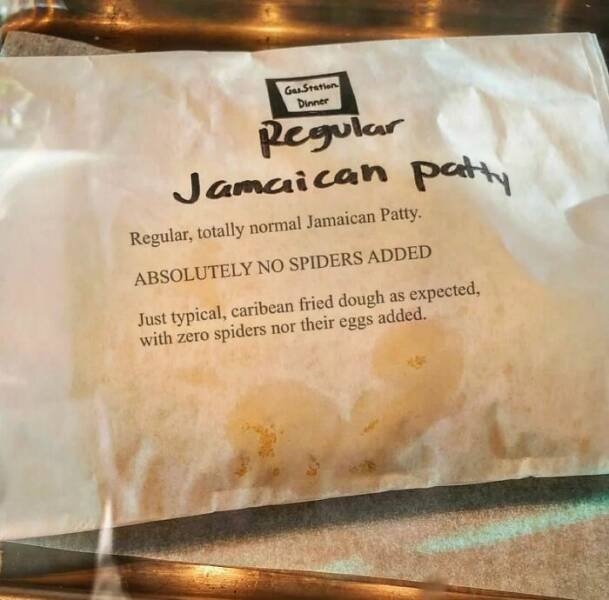 Gas.Station
Dinner
Regular
Jamaican patty
Regular, totally normal Jamaican Patty.
ABSOLUTELY NO SPIDERS ADDED
Just typical, caribean fried dough as expected,
with zero spiders nor their eggs added.